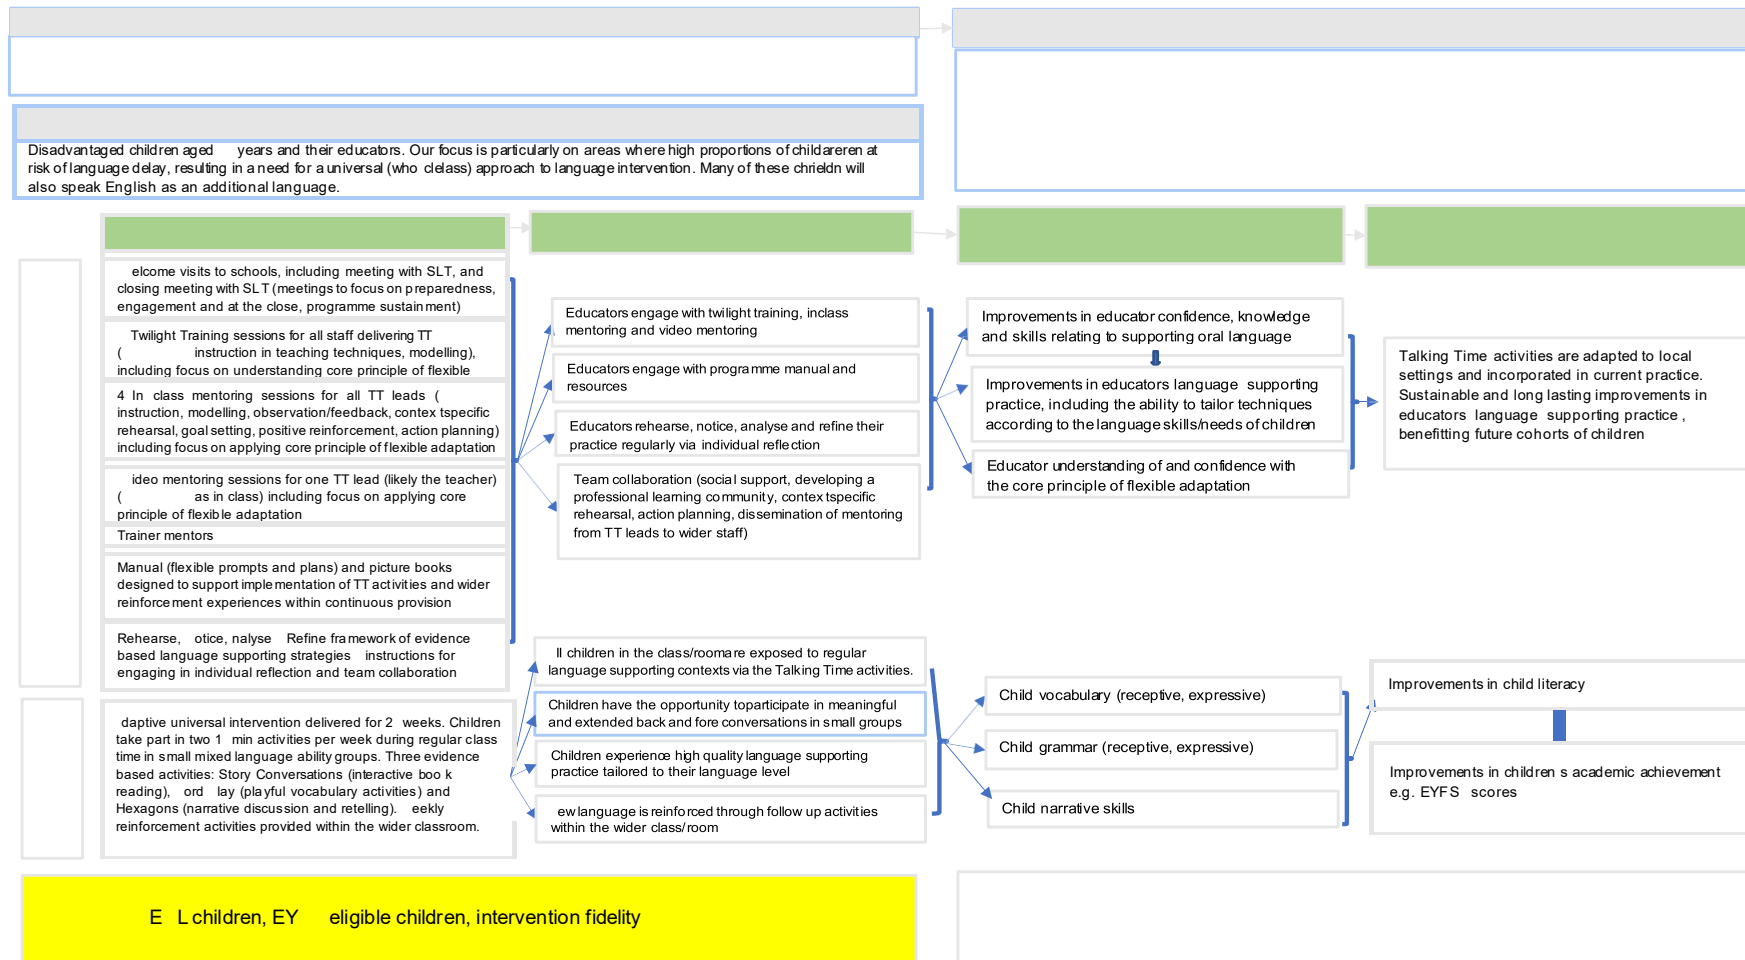 Disadvantaged children aged years and their educators. Our focus is particularly on areas where high proportions of childareren at
risk of language delay, resulting in a need for a universal (who clelass) approach to language intervention. Many of these chrieldn will
also speak English as an additional language.
elcome visits to schools, including meeting with SLT, and
closing meeting with SLT (meetings to focus on preparedness,
engagement and at the close, programme sustainment)
Twilight Training sessions for all staff delivering TT
( instruction in teaching techniques, modelling),
including focus on understanding core principle of flexible
4 In class mentoring sessions for all TT leads (
instruction, modelling, observation/feedback, contex tspecific
rehearsal, goal setting, positive reinforcement, action planning)
including focus on applying core principle of flexible adaptation
ideo mentoring sessions for one TT lead (likely the teacher)
( as in class) including focus on applying core
principle of flexible adaptation
Trainer mentors
Manual (flexible prompts and plans) and picture books
designed to support implementation of TT activities and wider
reinforcement experiences within continuous provision
Rehearse, otice, nalyse Refine framework of evidence
based language supporting strategies instructions for
engaging in individual reflection and team collaboration
Educators engage with twilight training, inclass
mentoring and video mentoring
Educators engage with programme manual and
resources
Educators rehearse, notice, analyse and refine their
practice regularly via individual reflection
Team collaboration (social support, developing a
professional learning community, contex tspecific
rehearsal, action planning, dissemination of mentoring
from TT leads to wider staff)
Improvements in educator confidence, knowledge
and skills relating to supporting oral language
Improvements in educators language supporting
practice, including the ability to tailor techniques
according to the language skills/needs of children
Educator understanding of and confidence with
the core principle of flexible adaptation
Talking Time activities are adapted to local
settings and incorporated in current practice.
Sustainable and long lasting improvements in
educators language supporting practice ,
benefitting future cohorts of children
daptive universal intervention delivered for 2 weeks. Children
take part in two 1 min activities per week during regular class
time in small mixed language ability groups. Three evidence
based activities: Story Conversations (interactive boo k
reading), ord lay (playful vocabulary activities) and
Hexagons (narrative discussion and retelling). eekly
reinforcement activities provided within the wider classroom.
ll children in the class/roomare exposed to regular
language supporting contexts via the Talking Time activities.
Children have the opportunity toparticipate in meaningful
and extended back and fore conversations in small groups
Children experience high quality language supporting
practice tailored to their language level
ew language is reinforced through follow up activities
within the wider class/room
Child vocabulary (receptive, expressive)
Child grammar (receptive, expressive)
Child narrative skills
Improvements in child literacy
Improvements in children s academic achievement
e.g. EYFS scores
E L children, EY eligible children, intervention fidelity